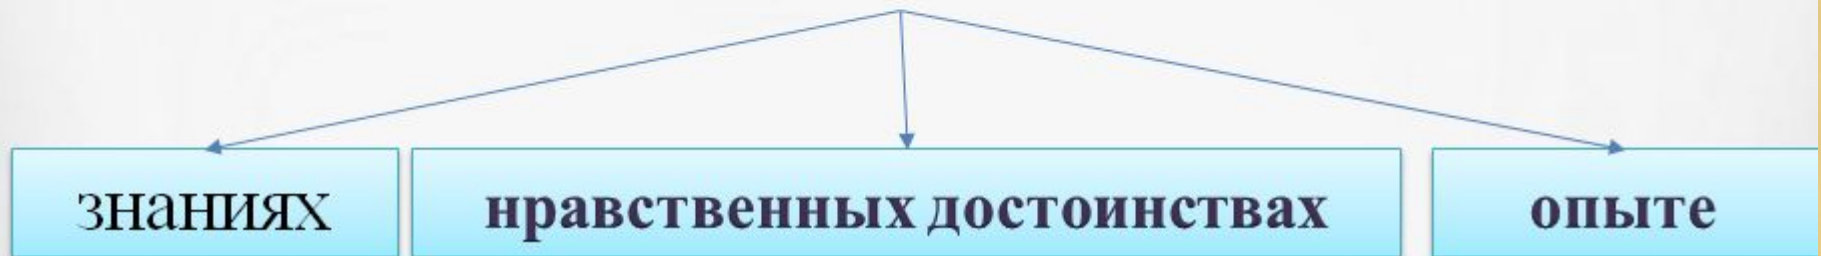 знаниях
нравственных достоинствах
опыте